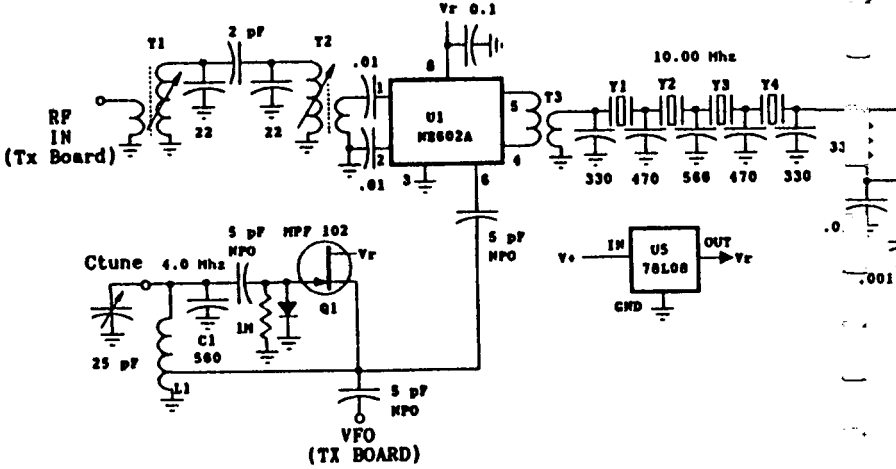 Vr 0.1
2 pF
T1
T2
.01
8
10.00 Mhz
1
U1
NE602A
5
T3
Y1 Y2 Y3 Y4
RF
IN
(Tx Board)
22
22
2
.01
3
6
4
330 470 560 470 330
5 pF
NPO
MPF 102
Vr
Ctune
4.0 Mhz
Q1
1M
C1
560
25 pF
L1
5 pF
NPO
V+
IN
U5
78L08
OUT
Vr
GND
.001
5 pF
NPO
VFO
(TX BOARD)